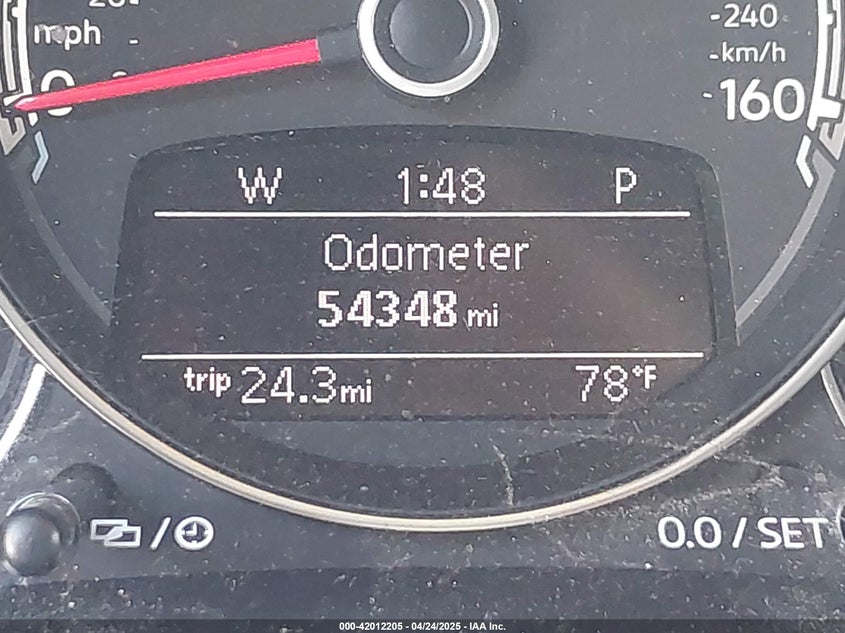 mph
-240
-km/h
-160
W 1:48 P
Odometer
54348 mi
trip 24.3 mi 78°F
0.0 / SET
000-42012205 - 04/24/2025 - IAA Inc.